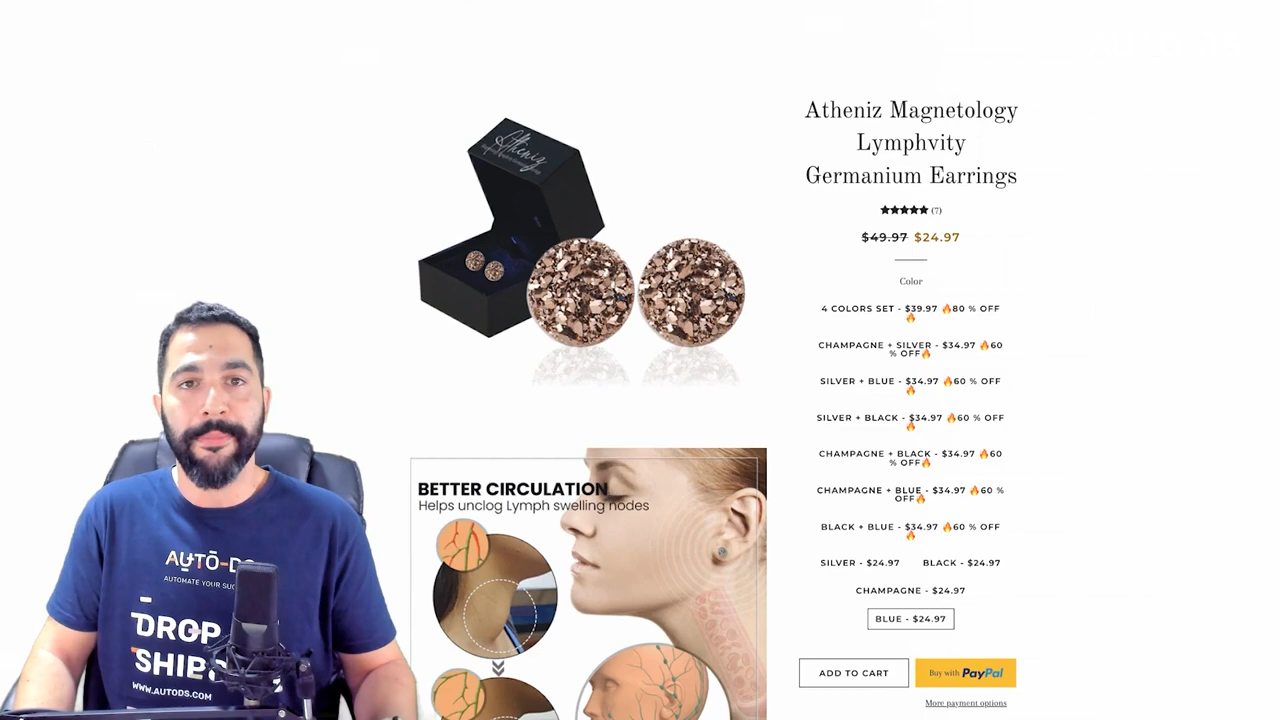 Atheniz
Atheniz Magnetology
Lymphvity
Germanium Earrings
(7)
$49.97 $24.97
Color
4 COLORS SET - $39.97 🔥80 % OFF
🔥
CHAMPAGNE + SILVER - $34.97 🔥60
% OFF🔥
SILVER + BLUE - $34.97 🔥60 % OFF
🔥
SILVER + BLACK - $34.97 🔥60 % OFF
🔥
CHAMPAGNE + BLACK - $34.97 🔥60
% OFF🔥
CHAMPAGNE + BLUE - $34.97 🔥60 %
OFF🔥
BLACK + BLUE - $34.97 🔥60 % OFF
🔥
SILVER - $24.97 BLACK - $24.97
CHAMPAGNE - $24.97
BLUE - $24.97
ADD TO CART Buy with PayPal
More payment options
BETTER CIRCULATION
Helps unclog Lymph swelling nodes
AUTO-DS
AUTOMATE YOUR SUC
DROP
SHIP
WWW.AUTODS.COM